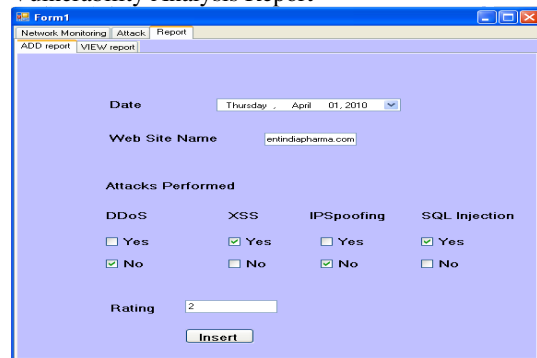 Vulnerability Analysis Report
Form1
Network Monitoring Attack Report
ADD report VIEW report
Date Thursday , April 01, 2010
Web Site Name entindiapharma.com
Attacks Performed
DDoS XSS IPSpoofing SQL Injection
Yes Yes Yes Yes
No No No No
Rating 2
Insert